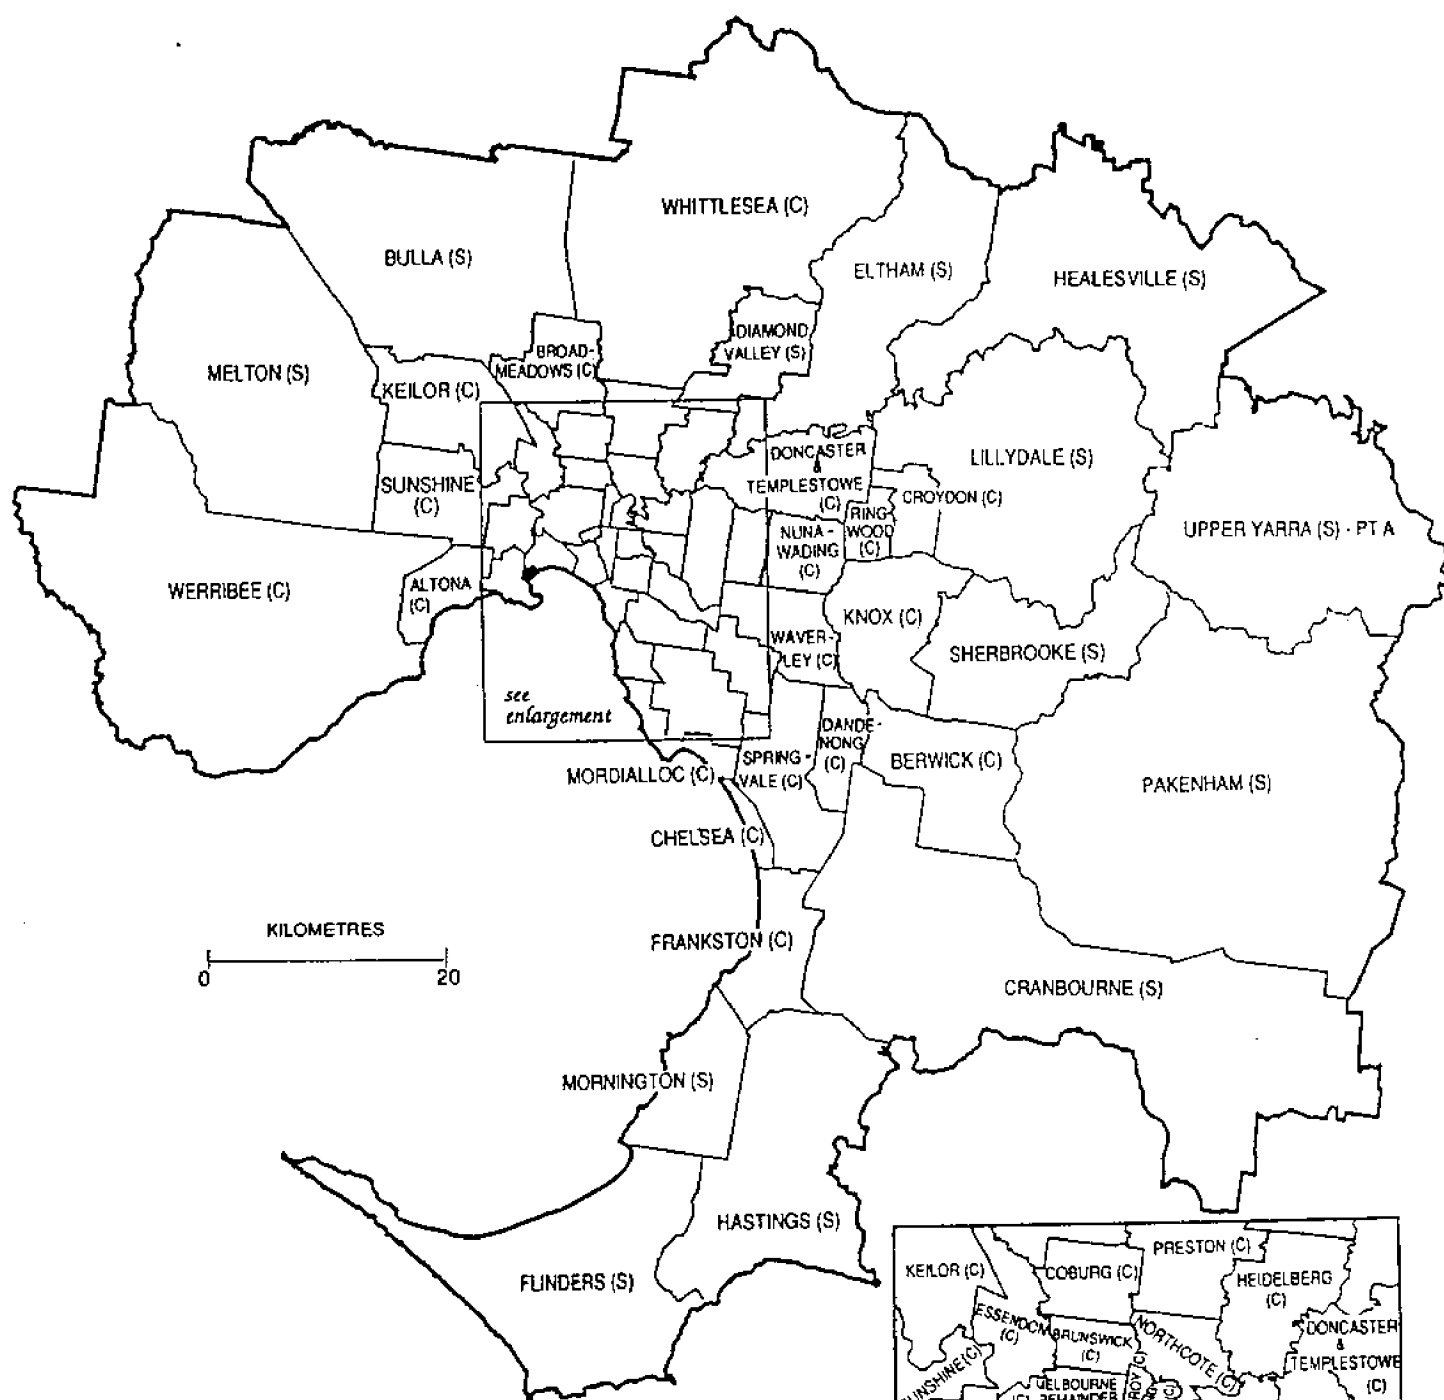 WHITTLESEA (C)
BULLA (S)
ELTHAM (S)
HEALESVILLE (S)
DIAMOND
VALLEY (S)
BROAD-
MEADOWS (C)
MELTON (S)
KEILOR (C)
DONCASTER
&
TEMPLESTOWE
(C)
LILLYDALE (S)
SUNSHINE
(C)
CROYDON (C)
RING
WOOD
(C)
NUNA-
WADING
(C)
UPPER YARRA (S) - PT A
WERRIBEE (C)
ALTONA
(C)
KNOX (C)
WAVER-
LEY (C)
SHERBROOKE (S)
see
enlargement
DANDE-
NONG
(C)
SPRING-
VALE (C)
BERWICK (C)
MORDIALLOC (C)
PAKENHAM (S)
CHELSEA (C)
KILOMETRES
0 20
FRANKSTON (C)
CRANBOURNE (S)
MORNINGTON (S)
HASTINGS (S)
FLINDERS (S)
PRESTON (C)
KEILOR (C)
COBURG (C)
HEIDELBERG
(C)
ESSENDON
(C)
BRUNSWICK
(C)
NORTHCOTE (C)
DONCASTER
&
TEMPLESTOWE
(C)
SUNSHINE (C)
MELBOURNE
REMAINDER